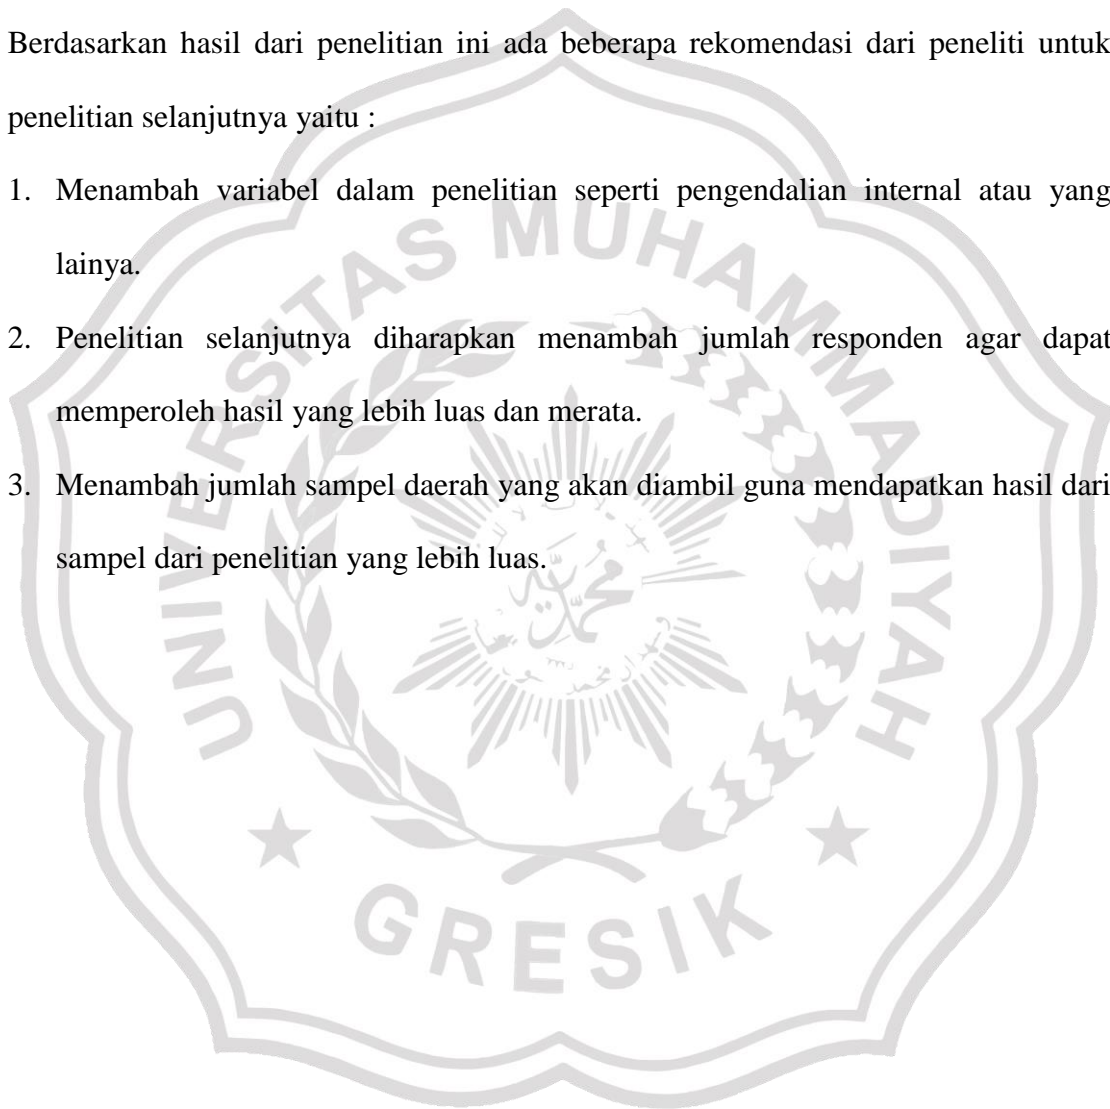 Berdasarkan hasil dari penelitian ini ada beberapa rekomendasi dari peneliti untuk
penelitian selanjutnya yaitu :
1. Menambah variabel dalam penelitian seperti pengendalian internal atau yang
lainya.
2. Penelitian selanjutnya diharapkan menambah jumlah responden agar dapat
memperoleh hasil yang lebih luas dan merata.
3. Menambah jumlah sampel daerah yang akan diambil guna mendapatkan hasil dari
sampel dari penelitian yang lebih luas.
UNIVERSITAS MUHAMMADIYAH
GRESIK